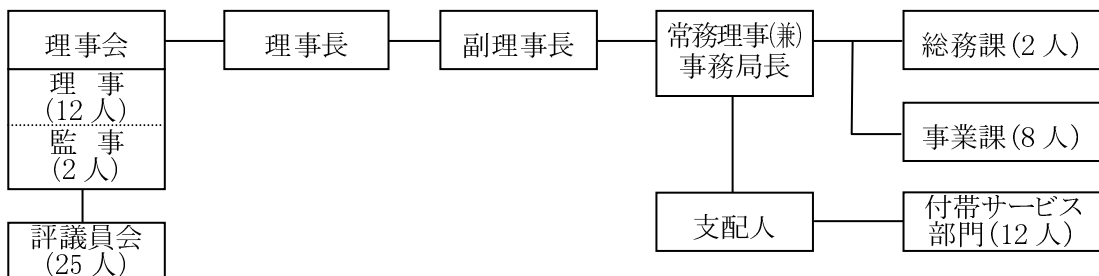 理事会
理事
(12人)
監事
(2人)
評議員会
(25人)
理事長
副理事長
常務理事(兼)
事務局長
支配人
総務課(2人)
事業課(8人)
付帯サービス
部門(12人)